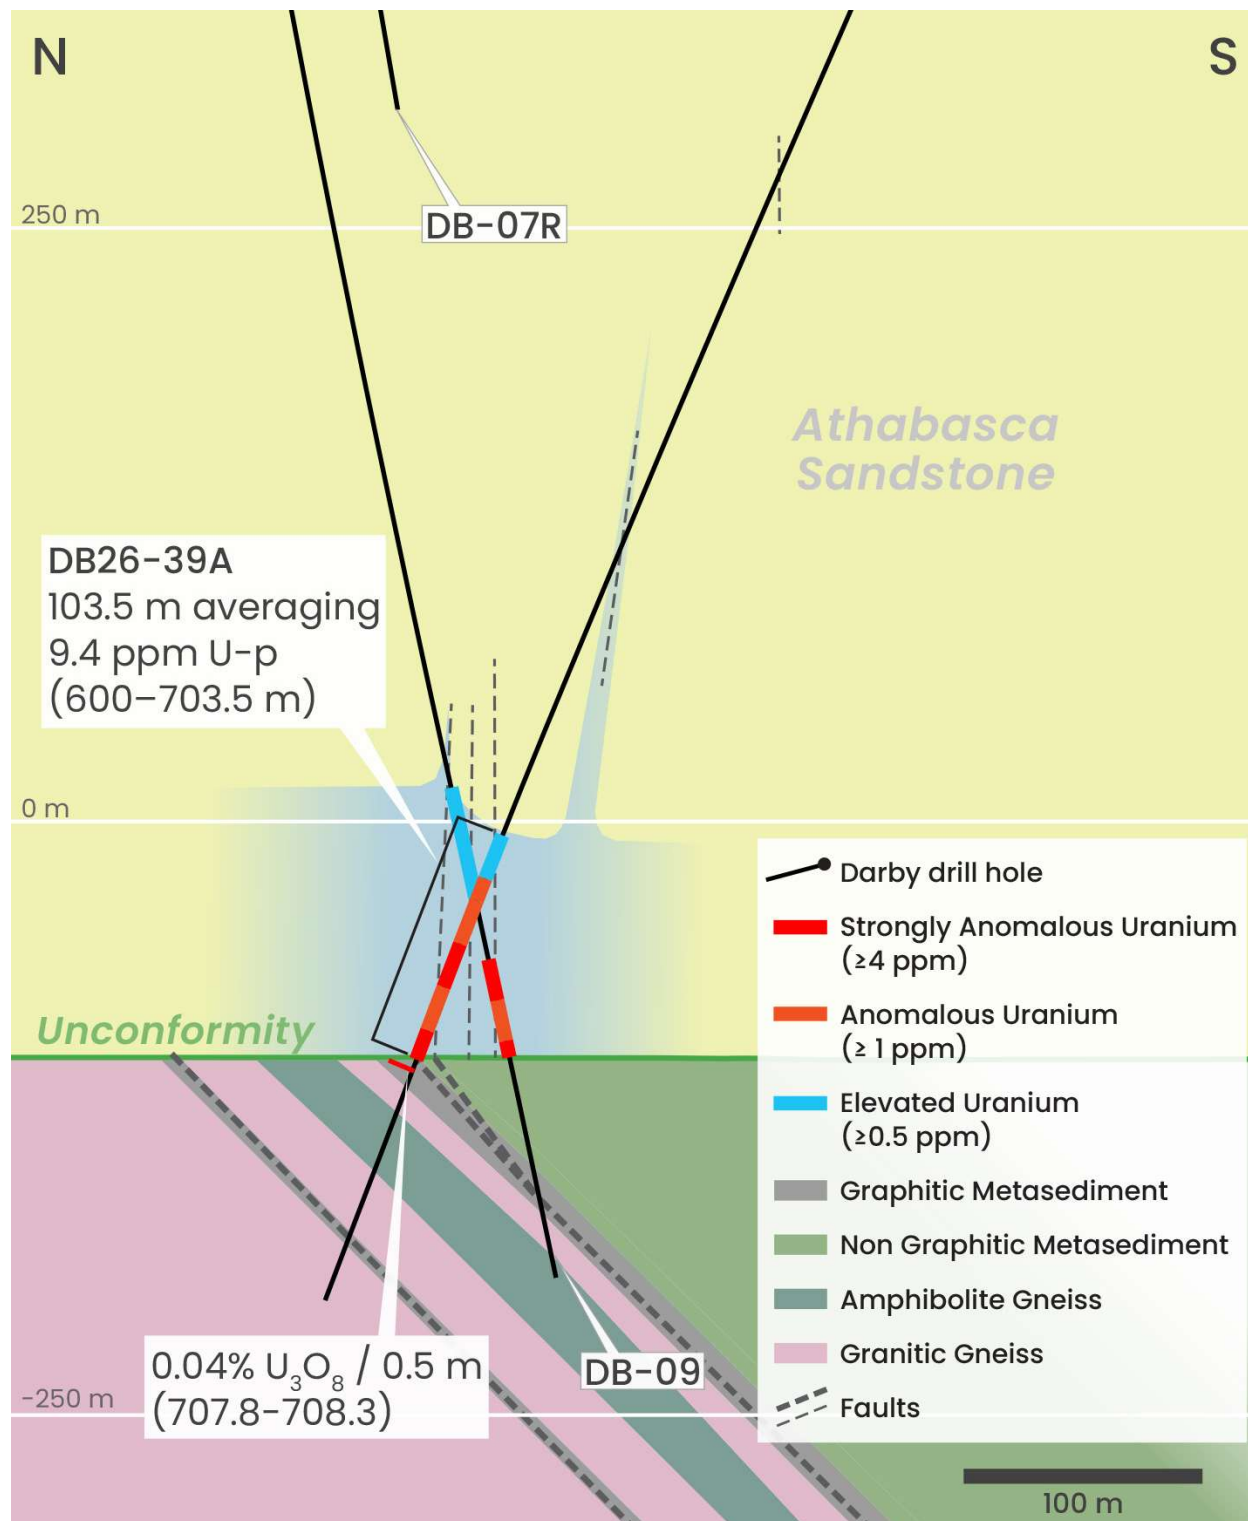 N
S
DB-07R
250 m
Athabasca
Sandstone
DB26-39A
103.5 m averaging
9.4 ppm U-p
(600–703.5 m)
0 m
Unconformity
Darby drill hole
Strongly Anomalous Uranium
(≥4 ppm)
Anomalous Uranium
(≥ 1 ppm)
Elevated Uranium
(≥0.5 ppm)
Graphitic Metasediment
Non Graphitic Metasediment
Amphibolite Gneiss
Granitic Gneiss
Faults
0.04% U₃O₈ / 0.5 m
(707.8-708.3)
DB-09
-250 m
100 m